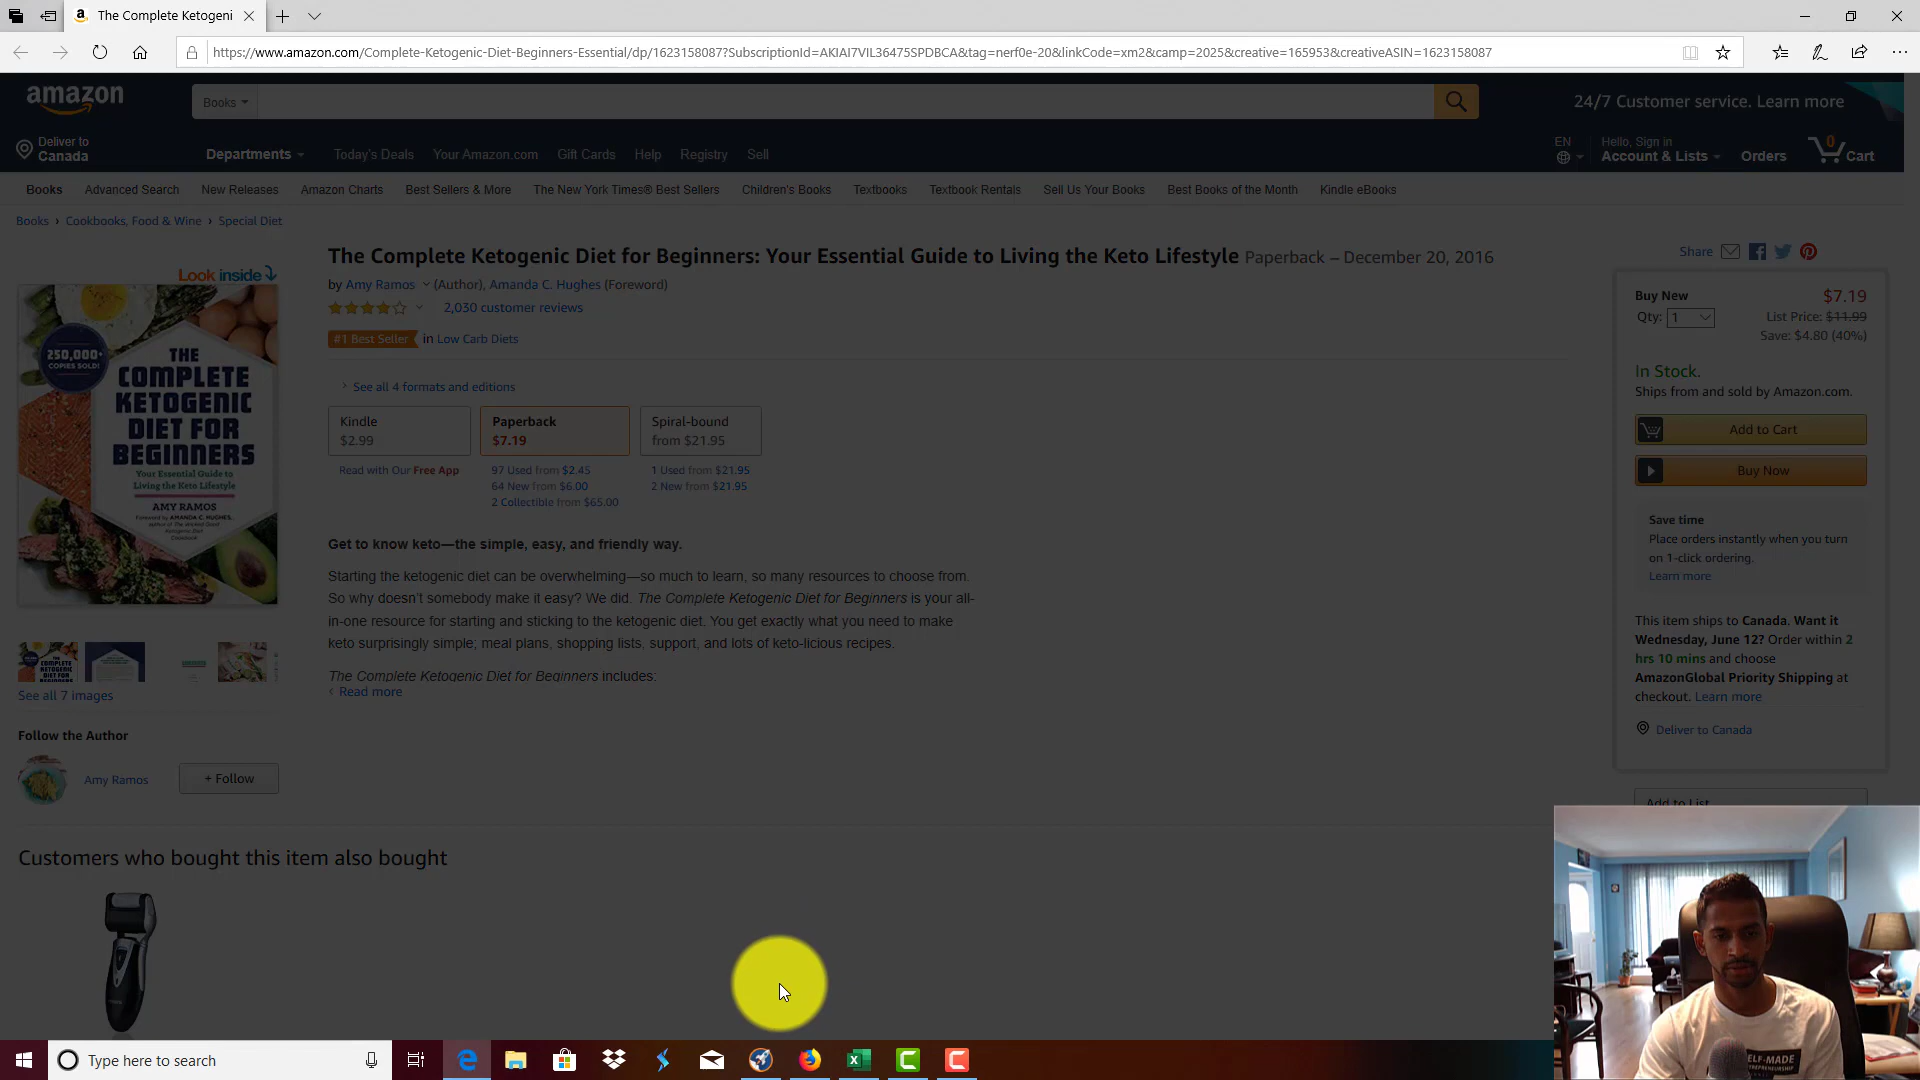 The Complete Ketogeni
https://www.amazon.com/Complete-Ketogenic-Diet-Beginners-Essential/dp/1623158087?SubscriptionId=AKIAI7VIL36475SPDBCA&tag=nerf0e-20&linkCode=xm2&camp=2025&creative=165953&creativeASIN=1623158087
amazon
Books
24/7 Customer service. Learn more
Deliver to
Canada
Departments
Today's Deals
Your Amazon.com
Gift Cards
Help
Registry
Sell
EN
Hello, Sign in
Account & Lists
Orders
0
Cart
Books
Advanced Search
New Releases
Amazon Charts
Best Sellers & More
The New York Times® Best Sellers
Children's Books
Textbooks
Textbook Rentals
Sell Us Your Books
Best Books of the Month
Kindle eBooks
Books › Cookbooks, Food & Wine › Special Diet
Look inside
250,000+
COPIES SOLD!
THE
COMPLETE
KETOGENIC
DIET FOR
BEGINNERS
Your Essential Guide to
Living the Keto Lifestyle
AMY RAMOS
Foreword by AMANDA C. HUGHES,
See all 7 images
Follow the Author
Amy Ramos
+ Follow
The Complete Ketogenic Diet for Beginners: Your Essential Guide to Living the Keto Lifestyle Paperback – December 20, 2016
by Amy Ramos (Author), Amanda C. Hughes (Foreword)
2,030 customer reviews
#1 Best Seller in Low Carb Diets
See all 4 formats and editions
Kindle
$2.99
Paperback
$7.19
Spiral-bound
from $21.95
Read with Our Free App
97 Used from $2.45
64 New from $6.00
2 Collectible from $65.00
1 Used from $21.95
2 New from $21.95
Get to know keto—the simple, easy, and friendly way.
Starting the ketogenic diet can be overwhelming—so much to learn, so many resources to choose from.
So why doesn't somebody make it easy? We did. The Complete Ketogenic Diet for Beginners is your all-
in-one resource for starting and sticking to the ketogenic diet. You get exactly what you need to make
keto surprisingly simple; meal plans, shopping lists, support, and lots of keto-licious recipes.
The Complete Ketogenic Diet for Beginners includes:
Read more
Share
Buy New
$7.19
Qty: 1
List Price: $11.99
Save: $4.80 (40%)
In Stock.
Ships from and sold by Amazon.com.
Add to Cart
Buy Now
Save time
Place orders instantly when you turn
on 1-click ordering.
Learn more
This item ships to Canada. Want it
Wednesday, June 12? Order within 2
hrs 10 mins and choose
AmazonGlobal Priority Shipping at
checkout. Learn more
Deliver to Canada
Add to List
Customers who bought this item also bought
SELF-MADE
Type here to search